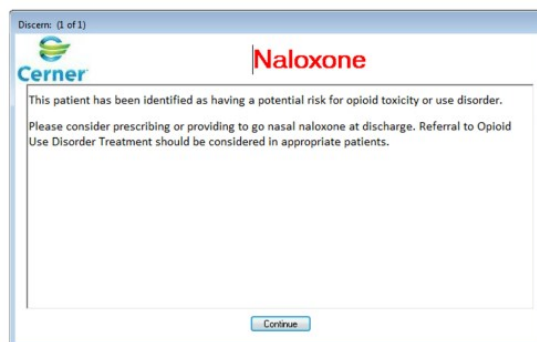 Discern: (1 of 1)
Cerner
Naloxone
This patient has been identified as having a potential risk for opioid toxicity or use disorder.
Please consider prescribing or providing to go nasal naloxone at discharge. Referral to Opioid
Use Disorder Treatment should be considered in appropriate patients.
Continue